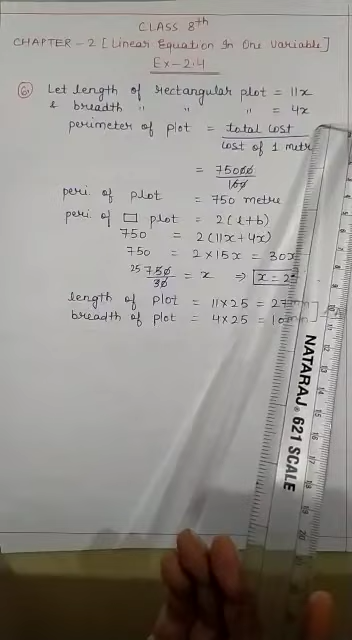 CLASS 8th
CHAPTER - 2 [Linear Equation In One Variable]
Ex - 2.4
6. Let length of rectangular plot = 11x
& breadth " " " = 4x
perimeter of plot = total cost
cost of 1 metr
= 75000
100
peri of plot = 750 metre
peri. of □ plot = 2(l+b)
750 = 2(11x+4x)
750 = 2×15x = 30x
25 750 = x ⇒ x = 25
30
length of plot = 11×25 = 27
breadth of plot = 4×25 = 10
NATARAJ 621 SCALE